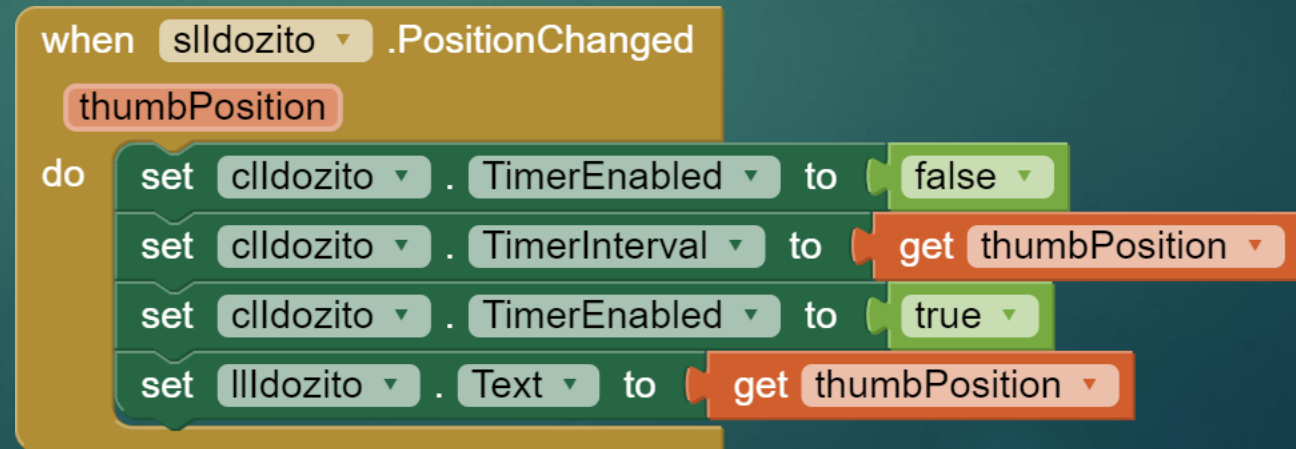 when slIdozito .PositionChanged
thumbPosition
do set clIdozito . TimerEnabled to false
set clIdozito . TimerInterval to get thumbPosition
set clIdozito . TimerEnabled to true
set llIdozito . Text to get thumbPosition